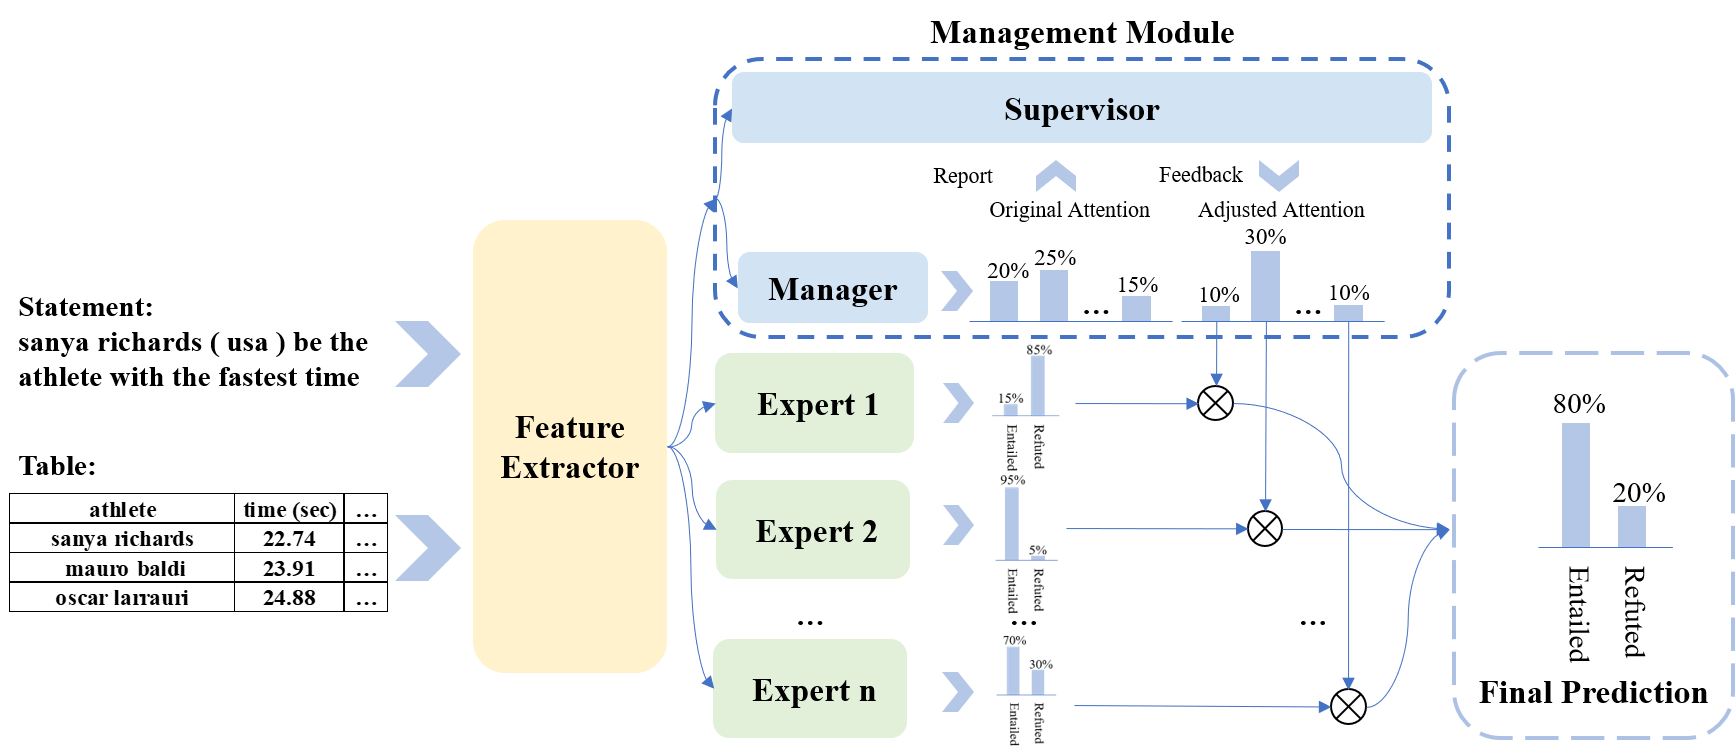 Management Module
Supervisor
Report
Feedback
Original Attention
Adjusted Attention
Manager
20%
25%
...
15%
10%
30%
...
10%
Statement:
sanya richards ( usa ) be the
athlete with the fastest time
Table:
athlete time (sec) ...
sanya richards 22.74 ...
mauro baldi 23.91 ...
oscar larrauri 24.88 ...
Feature
Extractor
Expert 1
15%
85%
Entailed
Refuted
Expert 2
95%
5%
Entailed
Refuted
...
...
...
Expert n
70%
30%
Entailed
Refuted
80%
20%
Entailed
Refuted
Final Prediction